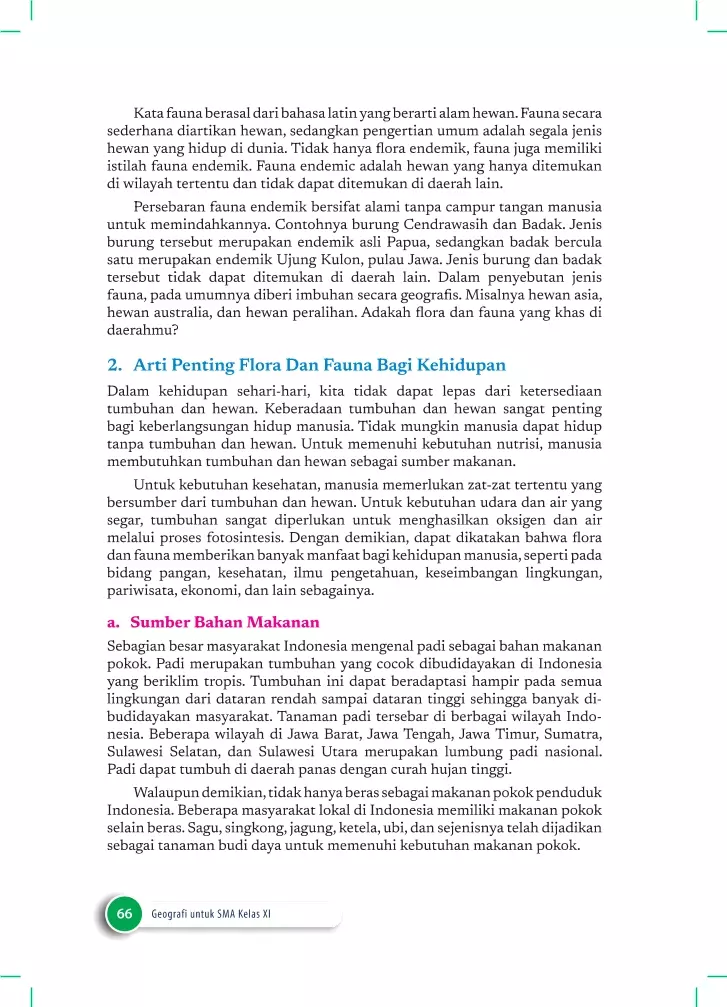 Kata fauna berasal dari bahasa latin yang berarti alam hewan. Fauna secara
sederhana diartikan hewan, sedangkan pengertian umum adalah segala jenis
hewan yang hidup di dunia. Tidak hanya flora endemik, fauna juga memiliki
istilah fauna endemik. Fauna endemic adalah hewan yang hanya ditemukan
di wilayah tertentu dan tidak dapat ditemukan di daerah lain.
Persebaran fauna endemik bersifat alami tanpa campur tangan manusia
untuk memindahkannya. Contohnya burung Cendrawasih dan Badak. Jenis
burung tersebut merupakan endemik asli Papua, sedangkan badak bercula
satu merupakan endemik Ujung Kulon, pulau Jawa. Jenis burung dan badak
tersebut tidak dapat ditemukan di daerah lain. Dalam penyebutan jenis
fauna, pada umumnya diberi imbuhan secara geografis. Misalnya hewan asia,
hewan australia, dan hewan peralihan. Adakah flora dan fauna yang khas di
daerahmu?
2. Arti Penting Flora Dan Fauna Bagi Kehidupan
Dalam kehidupan sehari-hari, kita tidak dapat lepas dari ketersediaan
tumbuhan dan hewan. Keberadaan tumbuhan dan hewan sangat penting
bagi keberlangsungan hidup manusia. Tidak mungkin manusia dapat hidup
tanpa tumbuhan dan hewan. Untuk memenuhi kebutuhan nutrisi, manusia
membutuhkan tumbuhan dan hewan sebagai sumber makanan.
Untuk kebutuhan kesehatan, manusia memerlukan zat-zat tertentu yang
bersumber dari tumbuhan dan hewan. Untuk kebutuhan udara dan air yang
segar, tumbuhan sangat diperlukan untuk menghasilkan oksigen dan air
melalui proses fotosintesis. Dengan demikian, dapat dikatakan bahwa flora
dan fauna memberikan banyak manfaat bagi kehidupan manusia, seperti pada
bidang pangan, kesehatan, ilmu pengetahuan, keseimbangan lingkungan,
pariwisata, ekonomi, dan lain sebagainya.
a. Sumber Bahan Makanan
Sebagian besar masyarakat Indonesia mengenal padi sebagai bahan makanan
pokok. Padi merupakan tumbuhan yang cocok dibudidayakan di Indonesia
yang beriklim tropis. Tumbuhan ini dapat beradaptasi hampir pada semua
lingkungan dari dataran rendah sampai dataran tinggi sehingga banyak di-
budidayakan masyarakat. Tanaman padi tersebar di berbagai wilayah Indo-
nesia. Beberapa wilayah di Jawa Barat, Jawa Tengah, Jawa Timur, Sumatra,
Sulawesi Selatan, dan Sulawesi Utara merupakan lumbung padi nasional.
Padi dapat tumbuh di daerah panas dengan curah hujan tinggi.
Walaupun demikian, tidak hanya beras sebagai makanan pokok penduduk
Indonesia. Beberapa masyarakat lokal di Indonesia memiliki makanan pokok
selain beras. Sagu, singkong, jagung, ketela, ubi, dan sejenisnya telah dijadikan
sebagai tanaman budi daya untuk memenuhi kebutuhan makanan pokok.
66 Geografi untuk SMA Kelas XI